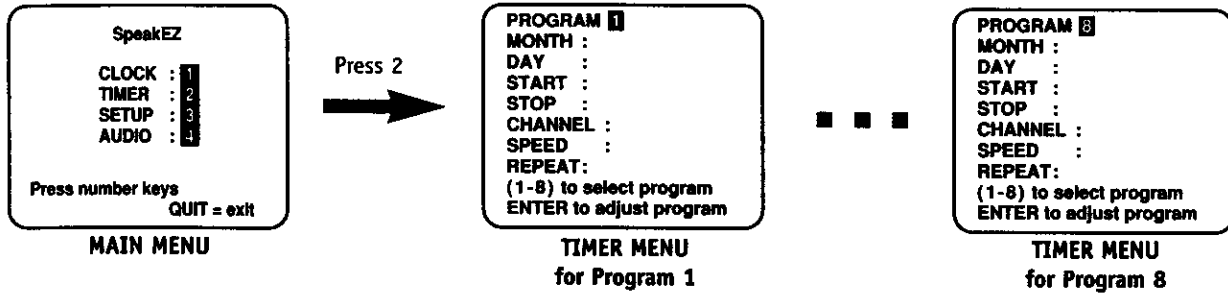 SpeakEZ
CLOCK : 1
TIMER : 2
SETUP : 3
AUDIO : 4
Press number keys
QUIT = exit
MAIN MENU
Press 2
PROGRAM 1
MONTH :
DAY :
START :
STOP :
CHANNEL :
SPEED :
REPEAT:
(1-8) to select program
ENTER to adjust program
TIMER MENU
for Program 1
PROGRAM 8
MONTH :
DAY :
START :
STOP :
CHANNEL :
SPEED :
REPEAT:
(1-8) to select program
ENTER to adjust program
TIMER MENU
for Program 8